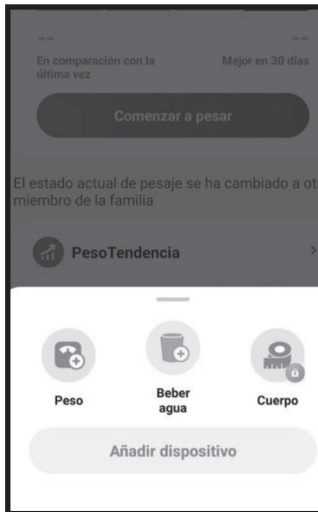 -- --
En comparación con la Mejor en 30 días
última vez
Comenzar a pesar
El estado actual de pesaje se ha cambiado a ot
miembro de la familia
PesoTendencia
Peso Beber agua Cuerpo
Añadir dispositivo